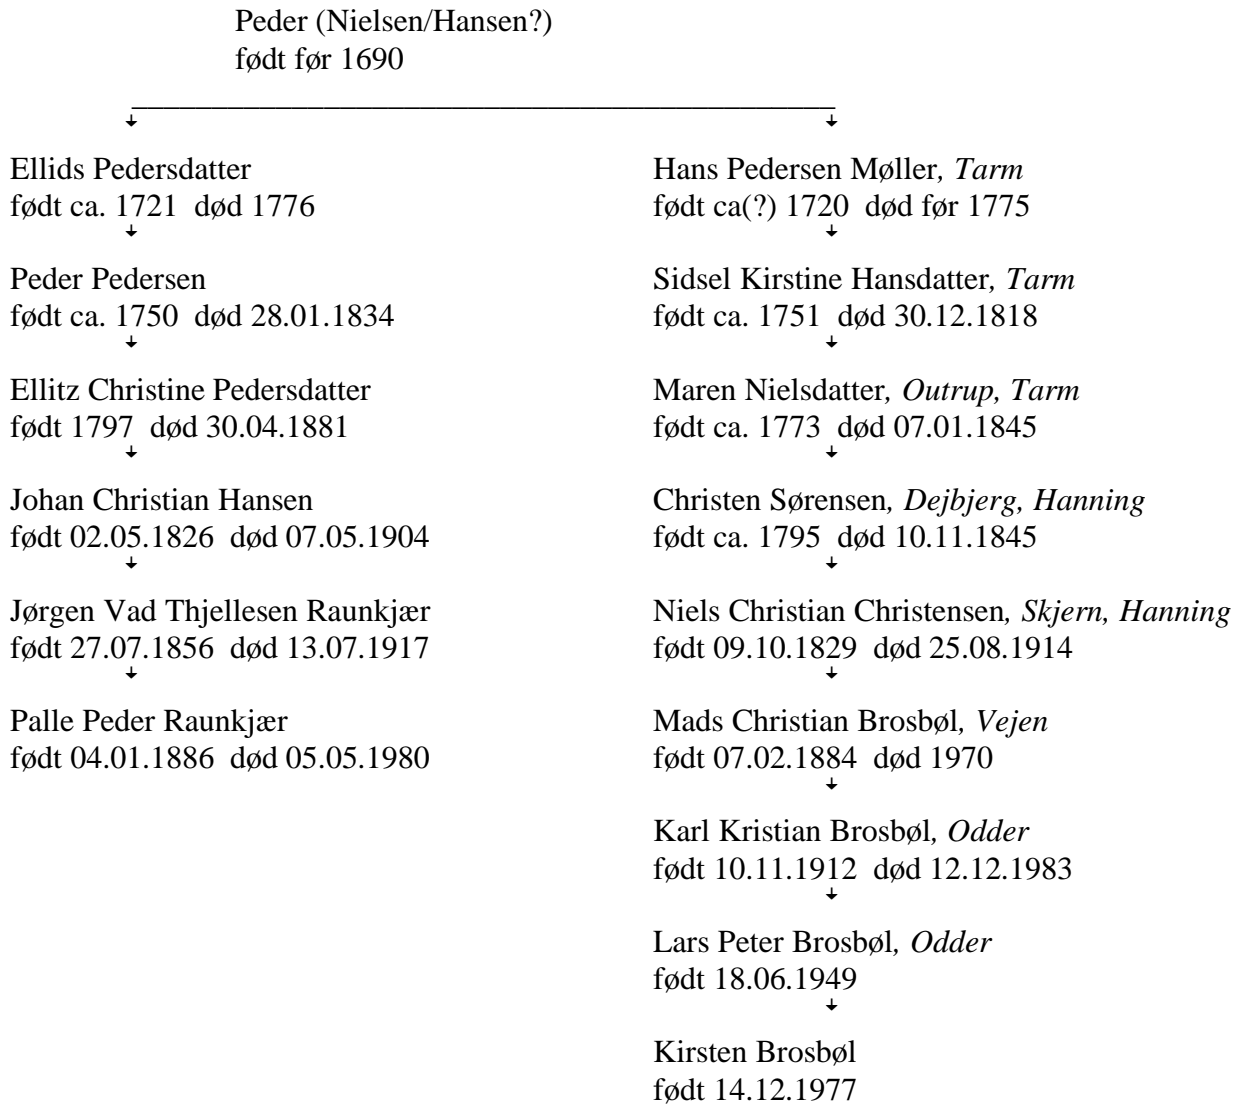 Peder (Nielsen/Hansen?)
født før 1690
Ellids Pedersdatter
født ca. 1721 død 1776
Peder Pedersen
født ca. 1750 død 28.01.1834
Ellitz Christine Pedersdatter
født 1797 død 30.04.1881
Johan Christian Hansen
født 02.05.1826 død 07.05.1904
Jørgen Vad Thjellesen Raunkjær
født 27.07.1856 død 13.07.1917
Palle Peder Raunkjær
født 04.01.1886 død 05.05.1980
Hans Pedersen Møller, Tarm
født ca(?) 1720 død før 1775
Sidsel Kirstine Hansdatter, Tarm
født ca. 1751 død 30.12.1818
Maren Nielsdatter, Outrup, Tarm
født ca. 1773 død 07.01.1845
Christen Sørensen, Dejbjerg, Hanning
født ca. 1795 død 10.11.1845
Niels Christian Christensen, Skjern, Hanning
født 09.10.1829 død 25.08.1914
Mads Christian Brosbøl, Vejen
født 07.02.1884 død 1970
Karl Kristian Brosbøl, Odder
født 10.11.1912 død 12.12.1983
Lars Peter Brosbøl, Odder
født 18.06.1949
Kirsten Brosbøl
født 14.12.1977